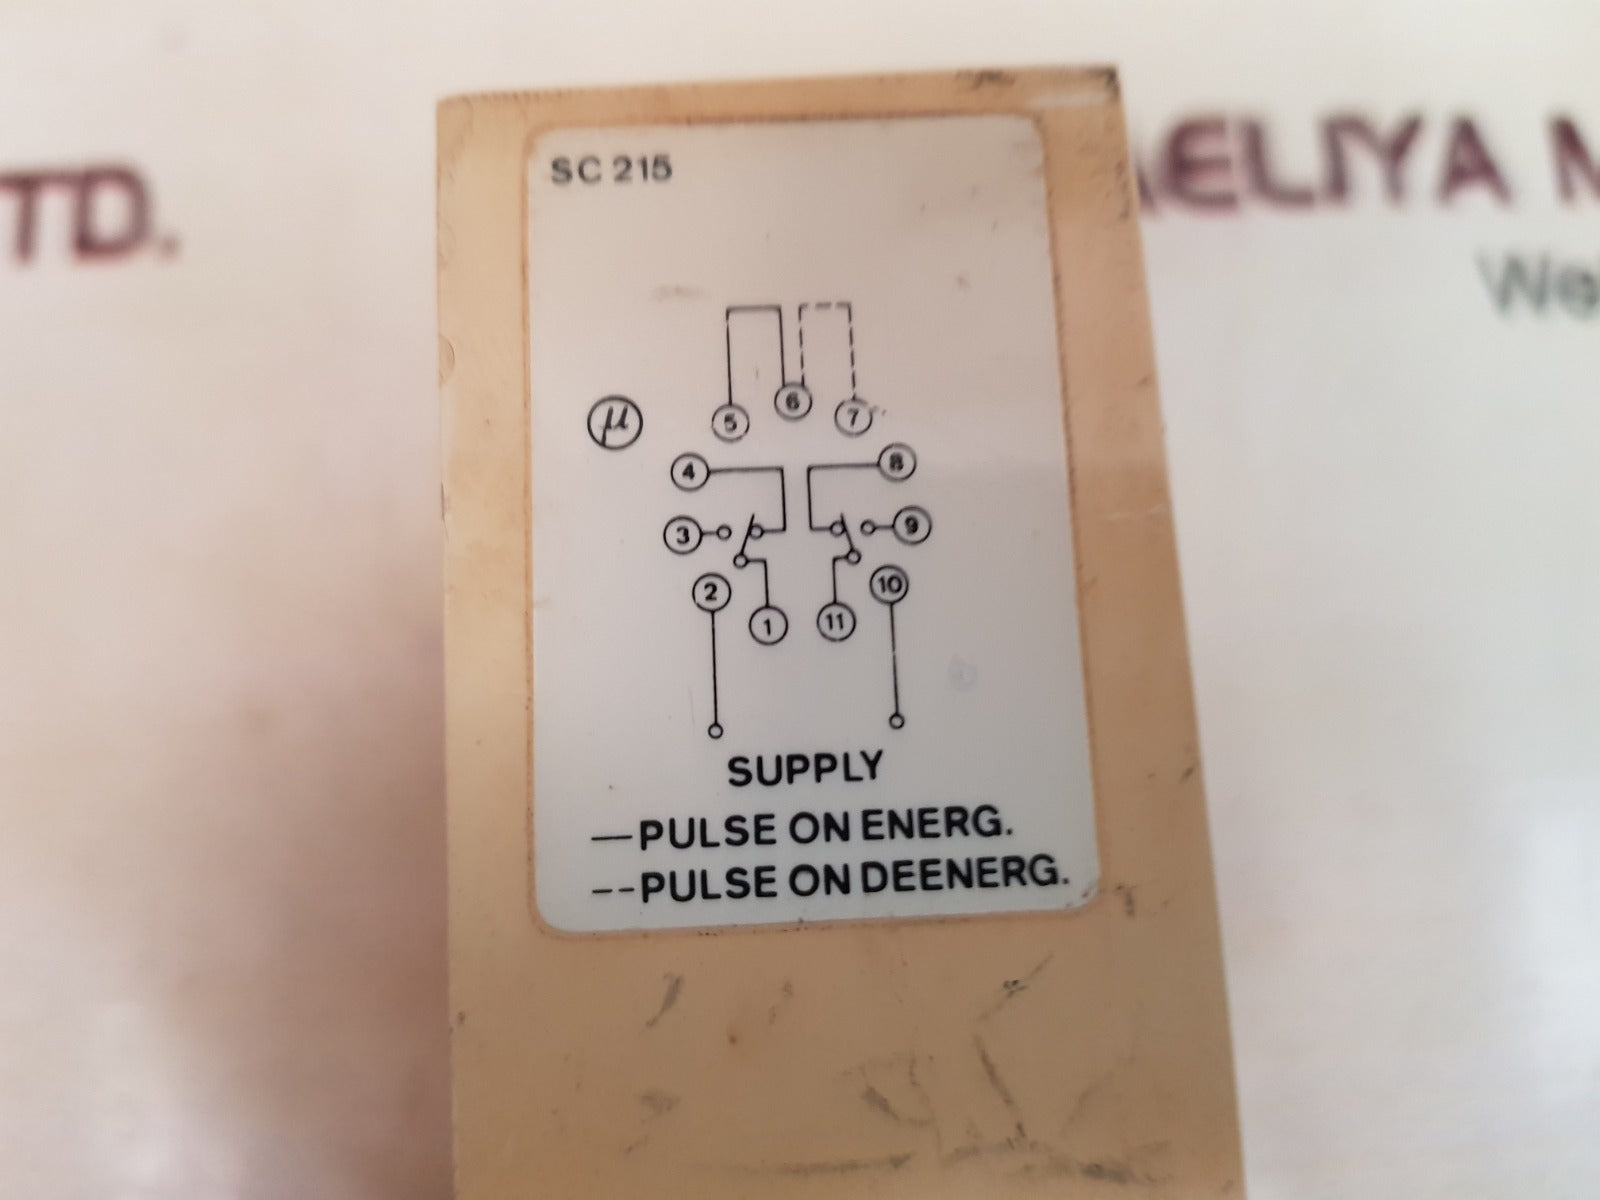 TD.
AELIYA M
We
SC 215
µ
5 6 7
4 8
3 9
2 10
1 11
SUPPLY
—PULSE ON ENERG.
--PULSE ON DEENERG.